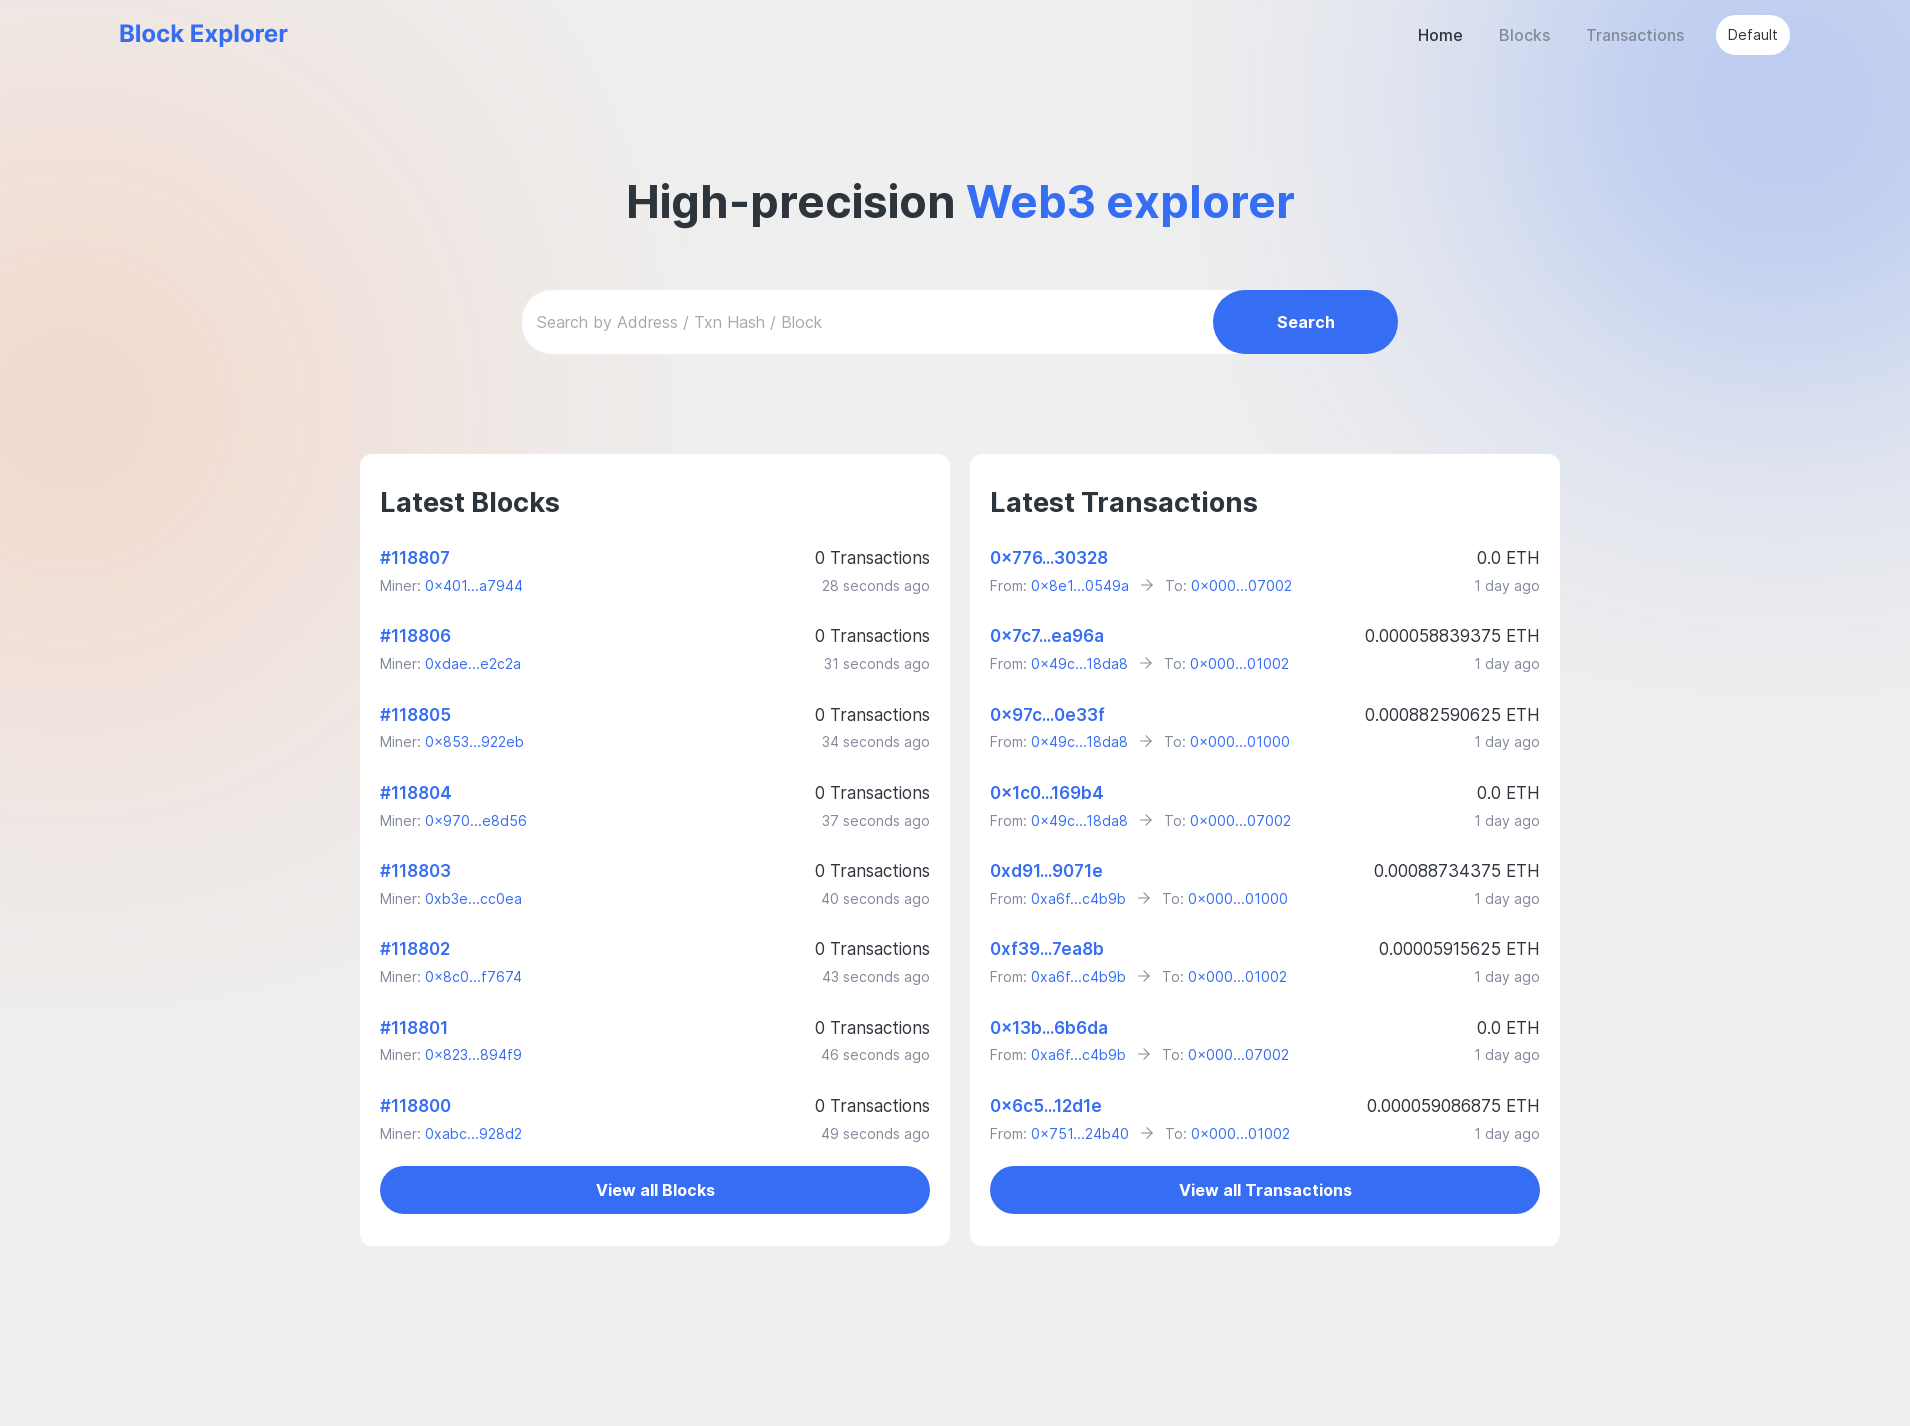 Block Explorer
Home Blocks Transactions Default
High-precision Web3 explorer
Search by Address / Txn Hash / Block Search
Latest Blocks
#118807 0 Transactions
Miner: 0x401...a7944 28 seconds ago
#118806 0 Transactions
Miner: 0xdae...e2c2a 31 seconds ago
#118805 0 Transactions
Miner: 0x853...922eb 34 seconds ago
#118804 0 Transactions
Miner: 0x970...e8d56 37 seconds ago
#118803 0 Transactions
Miner: 0xb3e...cc0ea 40 seconds ago
#118802 0 Transactions
Miner: 0x8c0...f7674 43 seconds ago
#118801 0 Transactions
Miner: 0x823...894f9 46 seconds ago
#118800 0 Transactions
Miner: 0xabc...928d2 49 seconds ago
View all Blocks
Latest Transactions
0x776...30328 0.0 ETH
From: 0x8e1...0549a → To: 0x000...07002 1 day ago
0x7c7...ea96a 0.000058839375 ETH
From: 0x49c...18da8 → To: 0x000...01002 1 day ago
0x97c...0e33f 0.000882590625 ETH
From: 0x49c...18da8 → To: 0x000...01000 1 day ago
0x1c0...169b4 0.0 ETH
From: 0x49c...18da8 → To: 0x000...07002 1 day ago
0xd91...9071e 0.00088734375 ETH
From: 0xa6f...c4b9b → To: 0x000...01000 1 day ago
0xf39...7ea8b 0.00005915625 ETH
From: 0xa6f...c4b9b → To: 0x000...01002 1 day ago
0x13b...6b6da 0.0 ETH
From: 0xa6f...c4b9b → To: 0x000...07002 1 day ago
0x6c5...12d1e 0.000059086875 ETH
From: 0x751...24b40 → To: 0x000...01002 1 day ago
View all Transactions